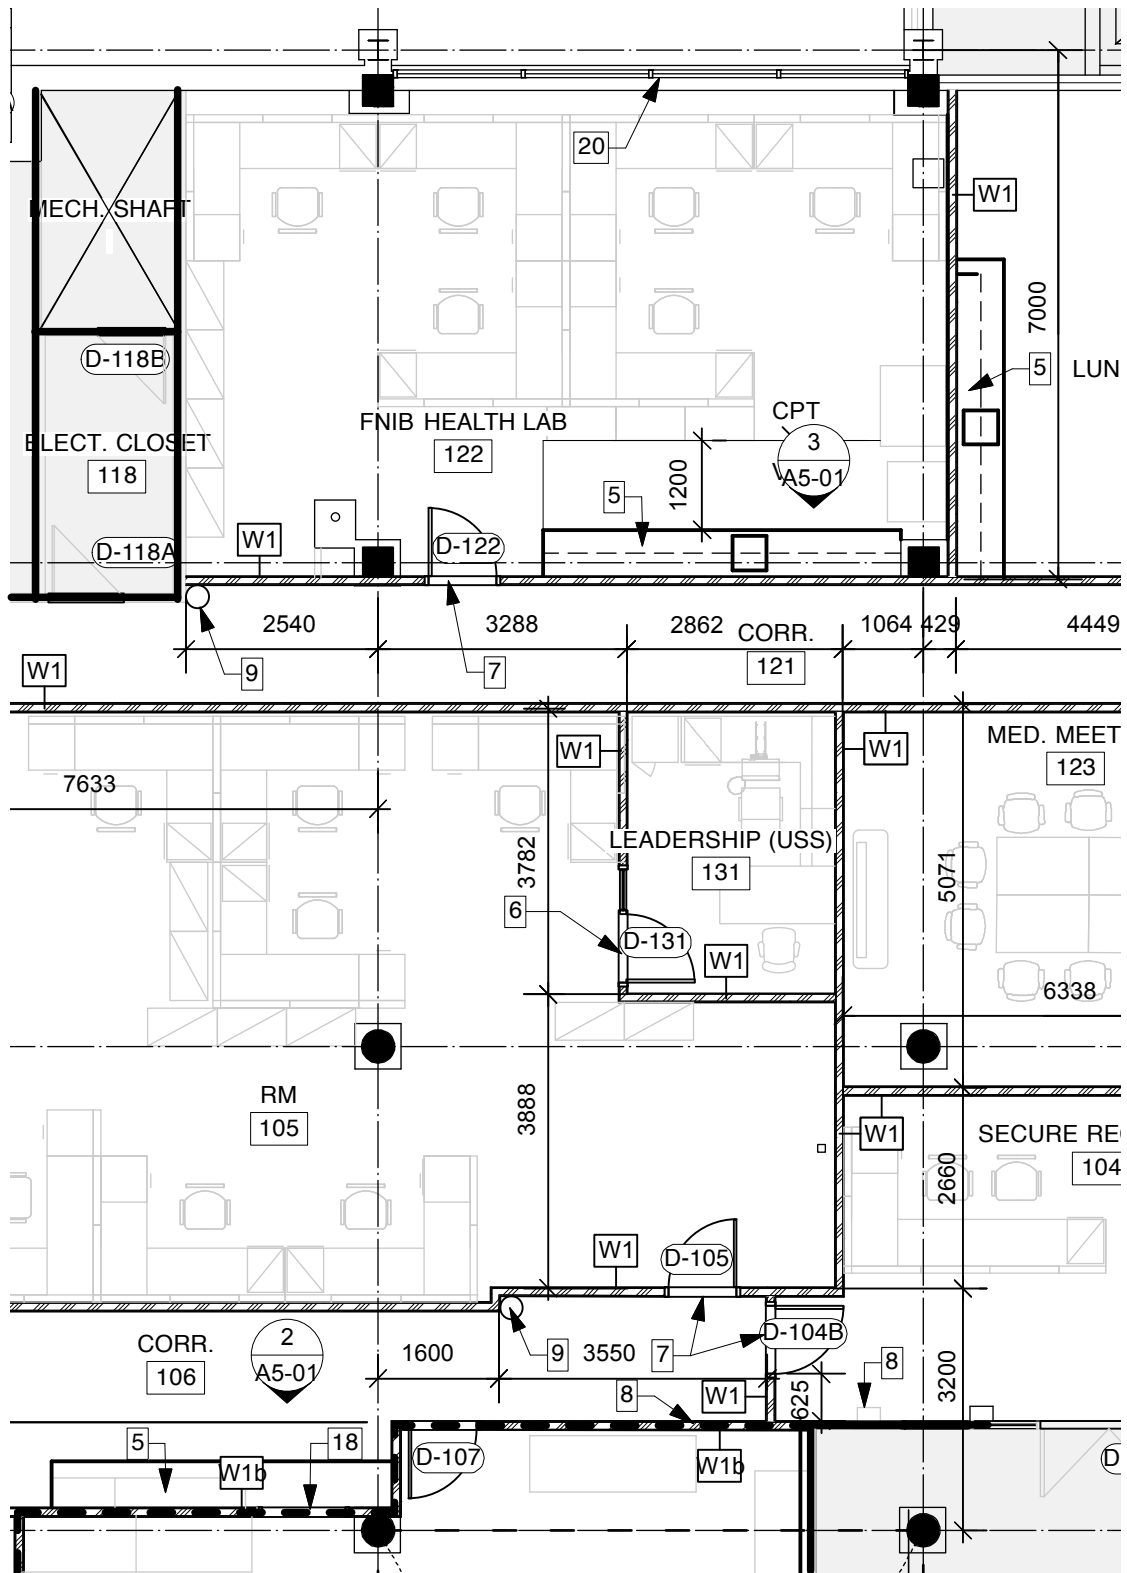 20
MECH. SHAFT
W1
7000
D-118B
5
LUN
CPT
FNIB HEALTH LAB
122
3
A5-01
ELECT. CLOSET
118
1200
5
W1
D-122
D-118A
2540
3288
2862
CORR.
121
1064
429
4449
9
7
W1
W1
W1
MED. MEET
123
7633
LEADERSHIP (USS)
131
3782
5071
6
D-131
W1
6338
RM
105
3888
W1
SECURE RE
104
2660
W1
D-105
CORR.
106
2
A5-01
1600
9
3550
7
D-104B
8
3200
625
W1
8
5
18
W1b
D-107
W1b
D